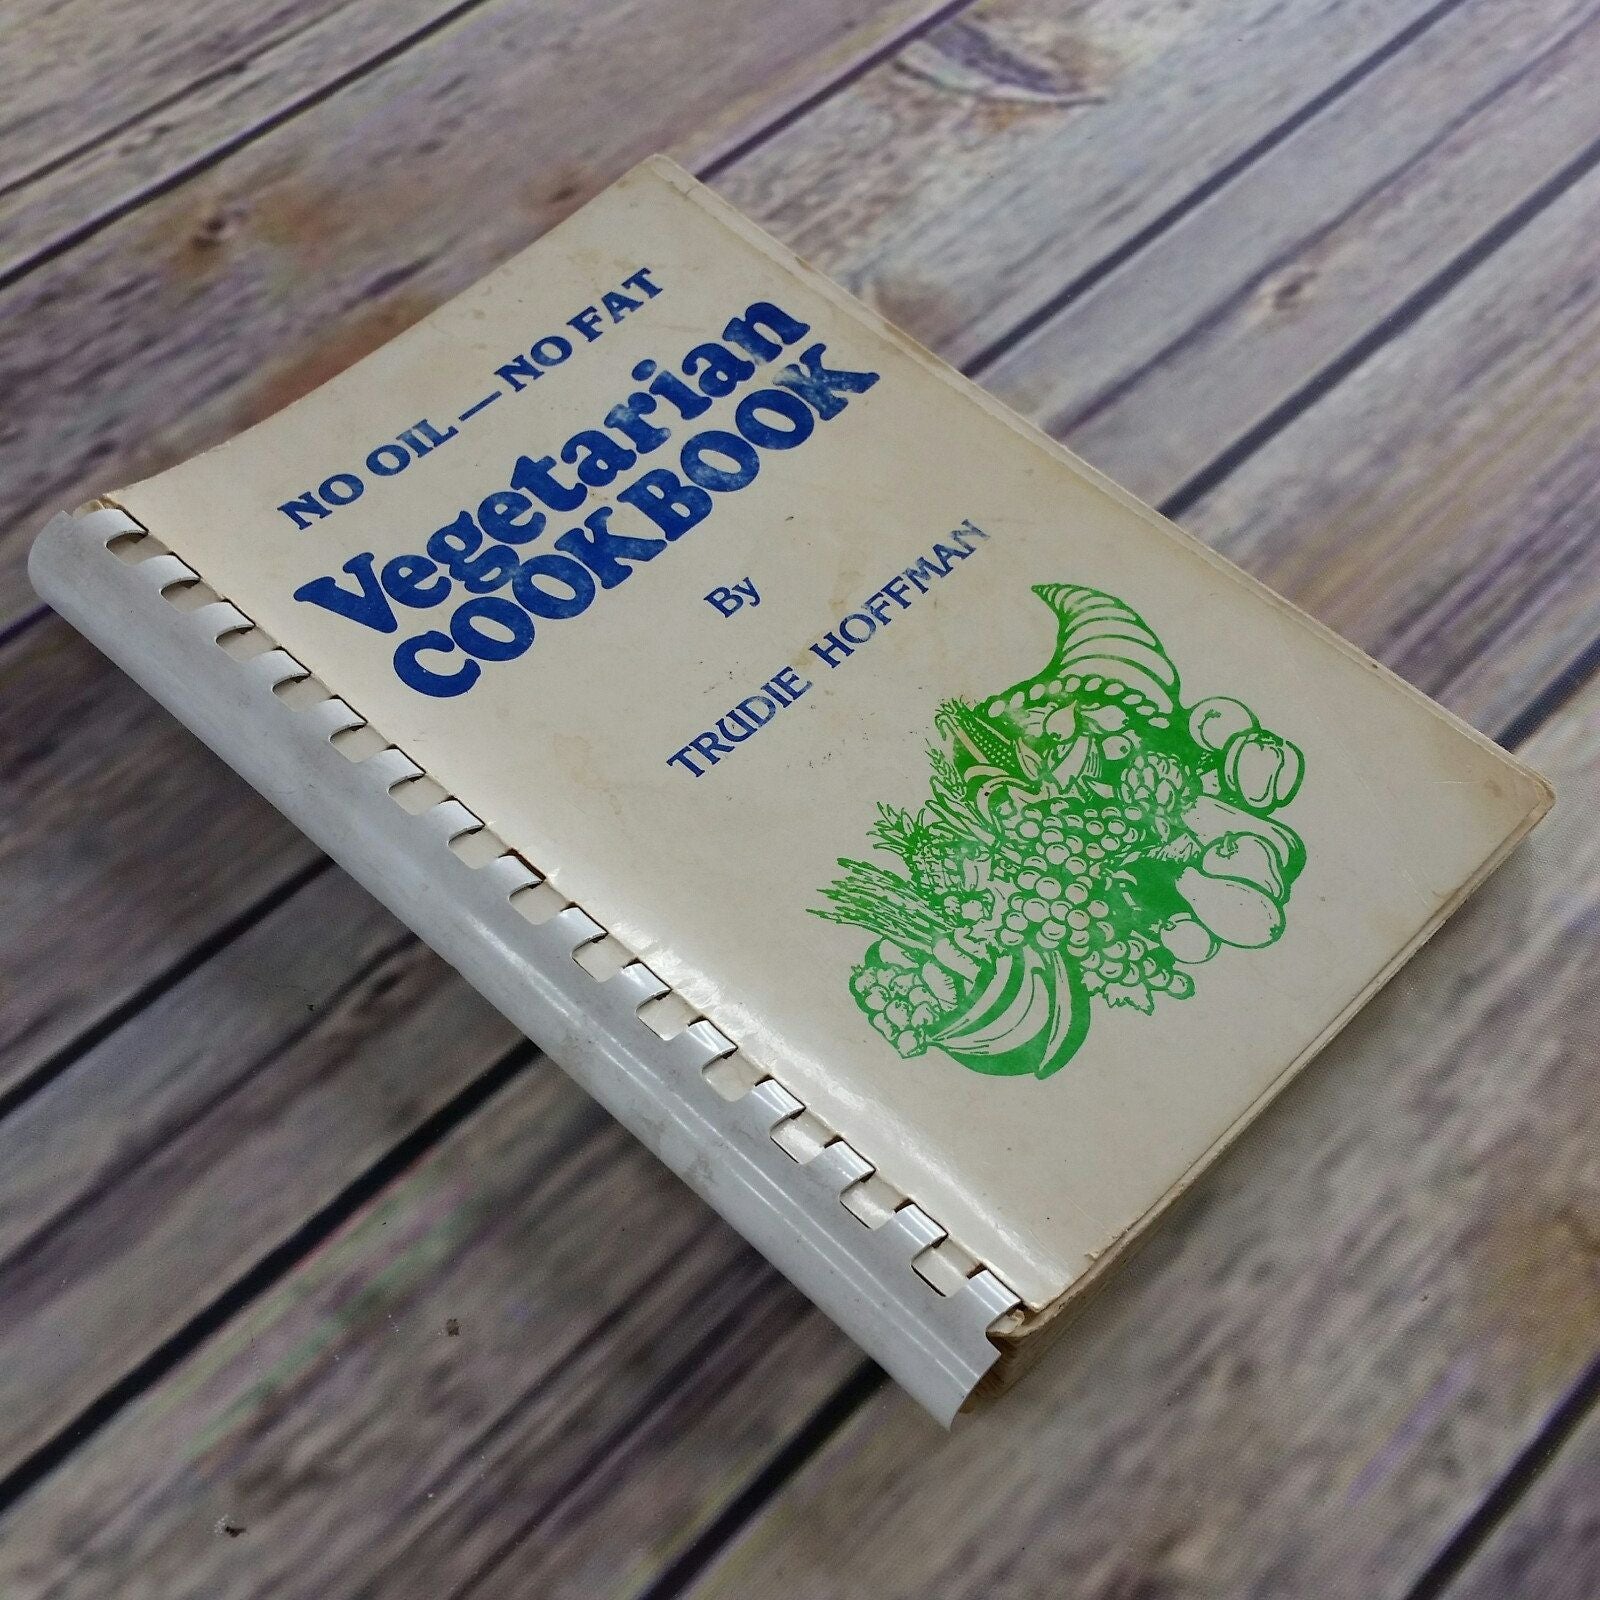 NO OIL — NO FAT
Vegetarian
COOKBOOK
By
TRUDIE HOFFMAN